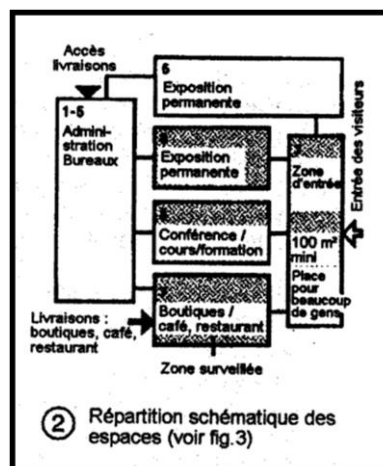 Accès
livraisons
6
Exposition
permanente
1-5
Admini-
stration
Bureaux
Exposition
permanente
Conférence /
cours/formation
Boutiques /
café, restaurant
Zone
d'entrée
100 m²
mini
Place
pour
beaucoup
de gens
Entrée des visiteurs
Livraisons :
boutiques, café,
restaurant
Zone surveillée
2 Répartition schématique des
espaces (voir fig.3)